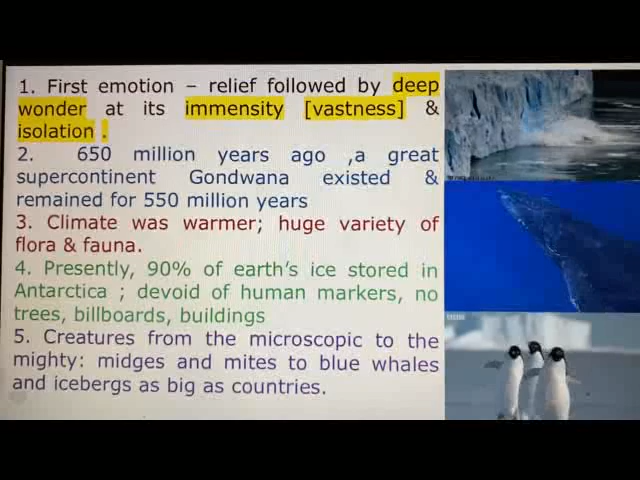 1. First emotion – relief followed by deep
wonder at its immensity [vastness] &
isolation .
2. 650 million years ago ,a great
supercontinent Gondwana existed &
remained for 550 million years
3. Climate was warmer; huge variety of
flora & fauna.
4. Presently, 90% of earth's ice stored in
Antarctica ; devoid of human markers, no
trees, billboards, buildings
5. Creatures from the microscopic to the
mighty: midges and mites to blue whales
and icebergs as big as countries.